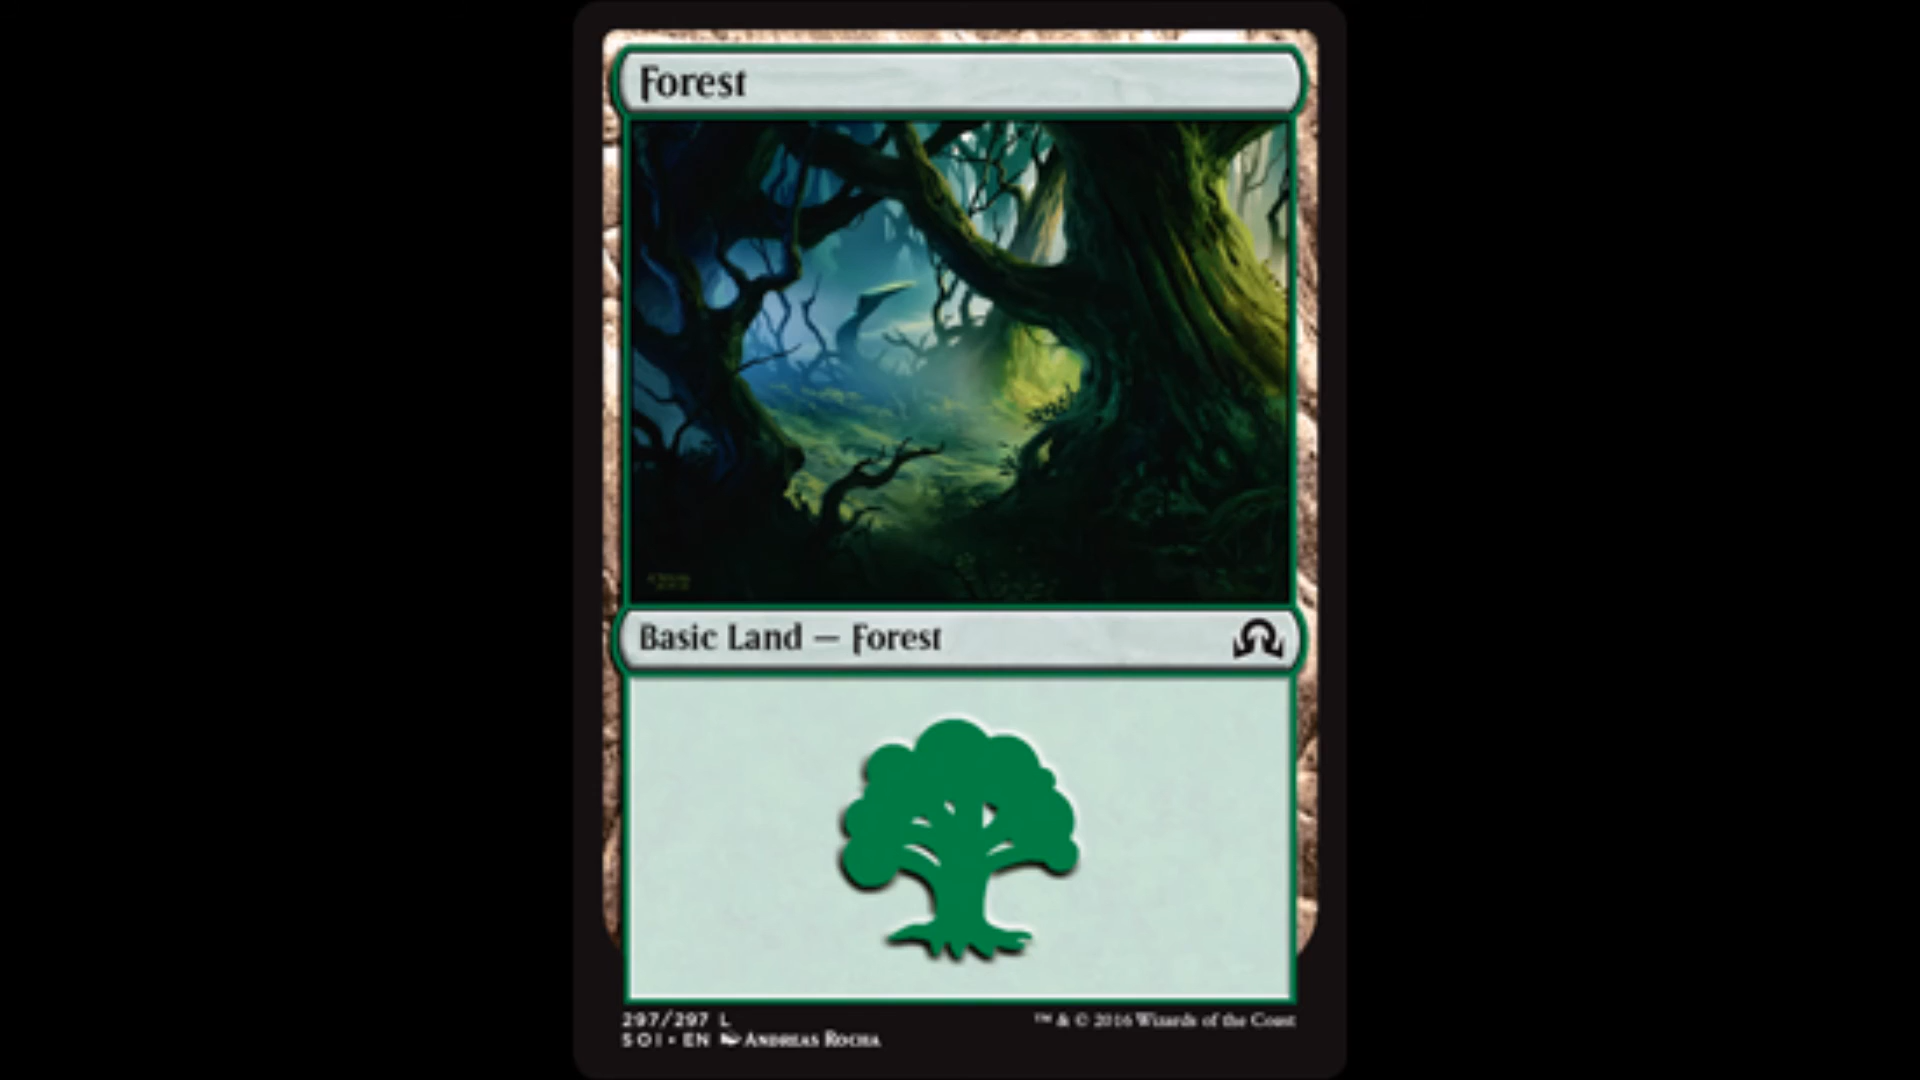 Forest
Basic Land — Forest
297/297 L
SOI • EN Andreas Rocha
™ & © 2016 Wizards of the Coast